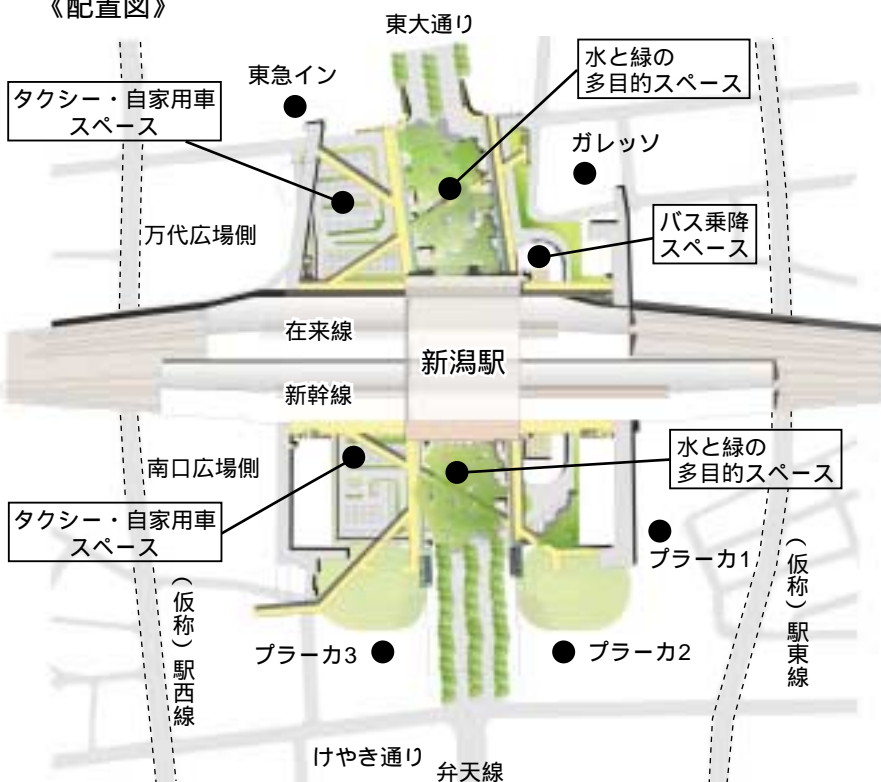 《配置図》
東大通り
水と緑の
多目的スペース
東急イン
タクシー・自家用車
スペース
ガレッソ
バス乗降
スペース
万代広場側
在来線
新潟駅
新幹線
南口広場側
水と緑の
多目的スペース
タクシー・自家用車
スペース
プラーカ1
（仮称）駅東線
（仮称）駅西線
プラーカ3
プラーカ2
けやき通り
弁天線